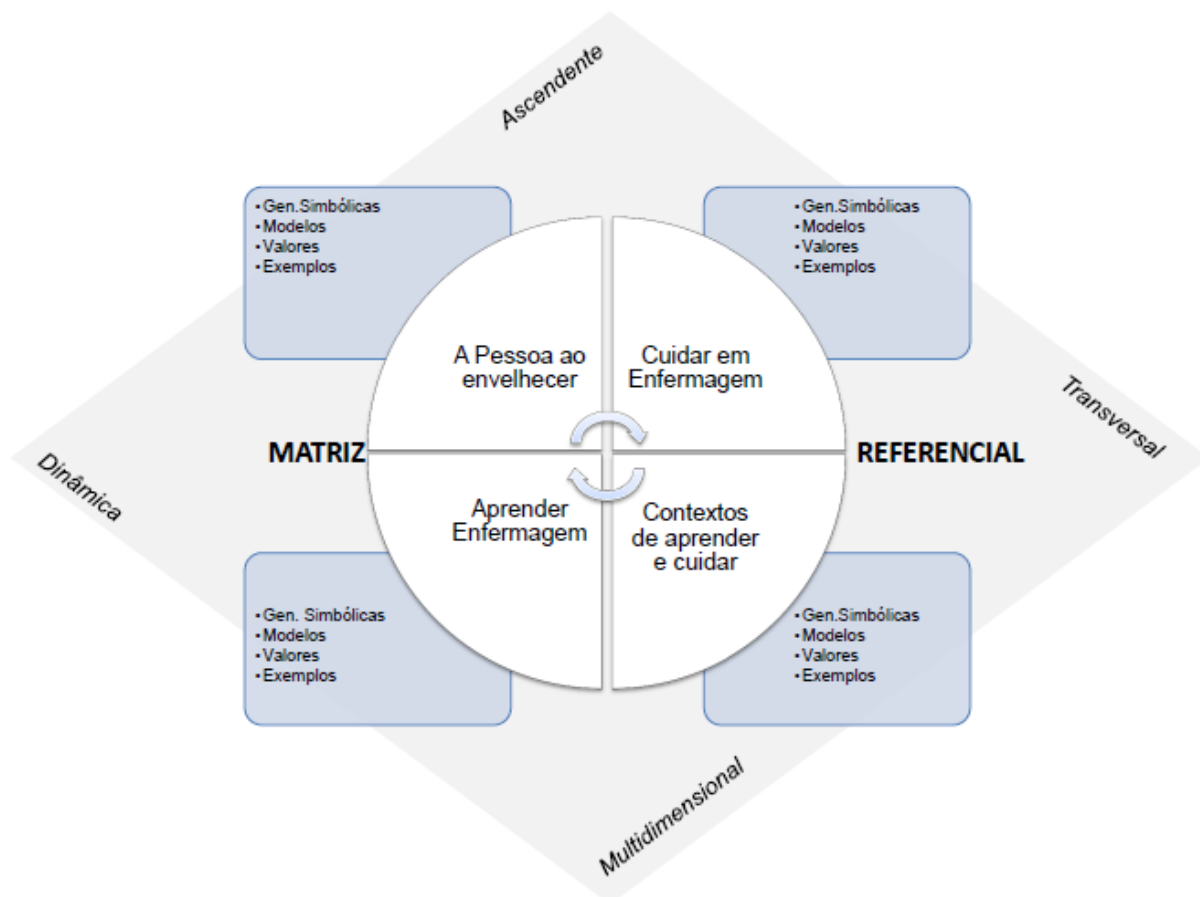 Ascendente
•Gen.Simbólicas
•Modelos
•Valores
•Exemplos
•Gen.Simbólicas
•Modelos
•Valores
•Exemplos
A Pessoa ao
envelhecer
Cuidar em
Enfermagem
Transversal
MATRIZ
REFERENCIAL
Dinâmica
Aprender
Enfermagem
Contextos
de aprender
e cuidar
•Gen. Simbólicas
•Modelos
•Valores
•Exemplos
•Gen.Simbólicas
•Modelos
•Valores
•Exemplos
Multidimensional